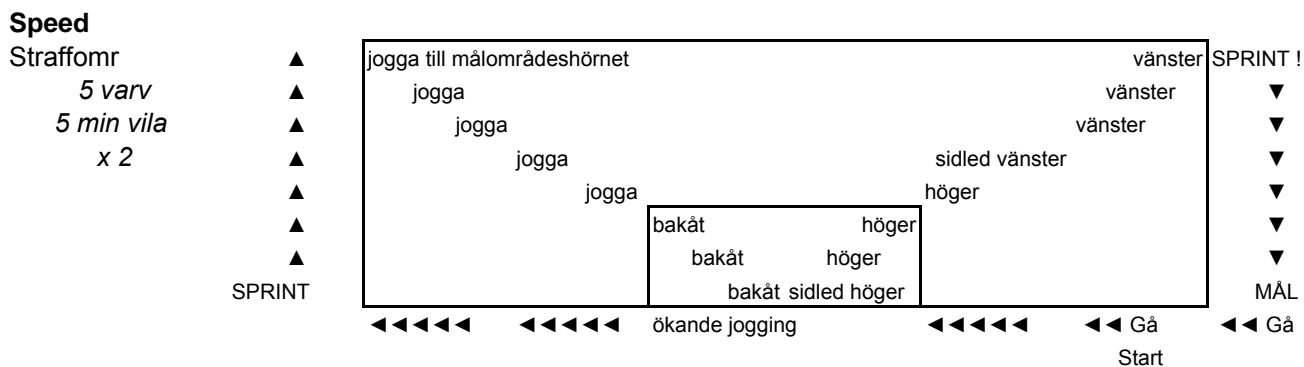 Speed
Straffomr ▲ jogga till målområdeshörnet vänster SPRINT !
5 varv ▲ jogga vänster ▼
5 min vila ▲ jogga vänster ▼
x 2 ▲ jogga sidled vänster ▼
▲ jogga höger ▼
▲ bakåt höger ▼
▲ bakåt höger ▼
SPRINT bakåt sidled höger MÅL
◄◄◄◄◄ ◄◄◄◄◄ ökande jogging ◄◄◄◄◄ ◄◄ Gå ◄◄ Gå
Start